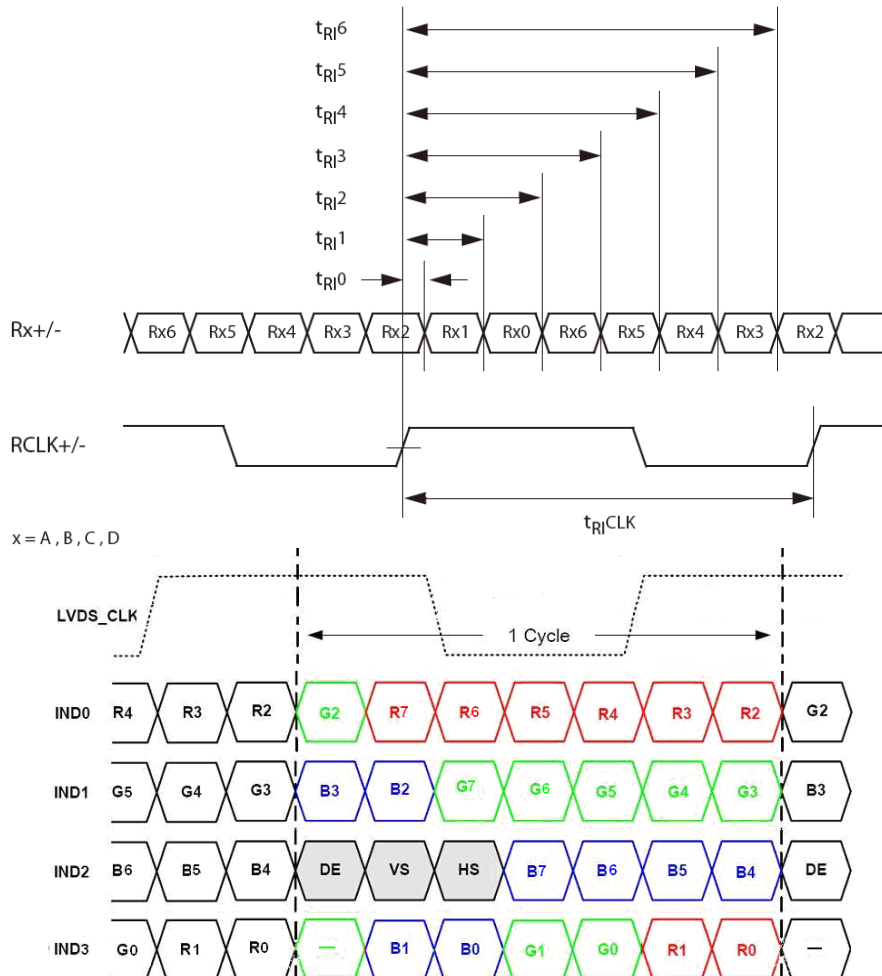 tRI6
tRI5
tRI4
tRI3
tRI2
tRI1
tRI0
Rx+/- Rx6 Rx5 Rx4 Rx3 Rx2 Rx1 Rx0 Rx6 Rx5 Rx4 Rx3 Rx2
RCLK+/-
tRICLK
x = A , B , C , D
LVDS_CLK
1 Cycle
IND0 R4 R3 R2 G2 R7 R6 R5 R4 R3 R2 G2
IND1 G5 G4 G3 B3 B2 G7 G6 G5 G4 G3 B3
IND2 B6 B5 B4 DE VS HS B7 B6 B5 B4 DE
IND3 G0 R1 R0 — B1 B0 G1 G0 R1 R0 —